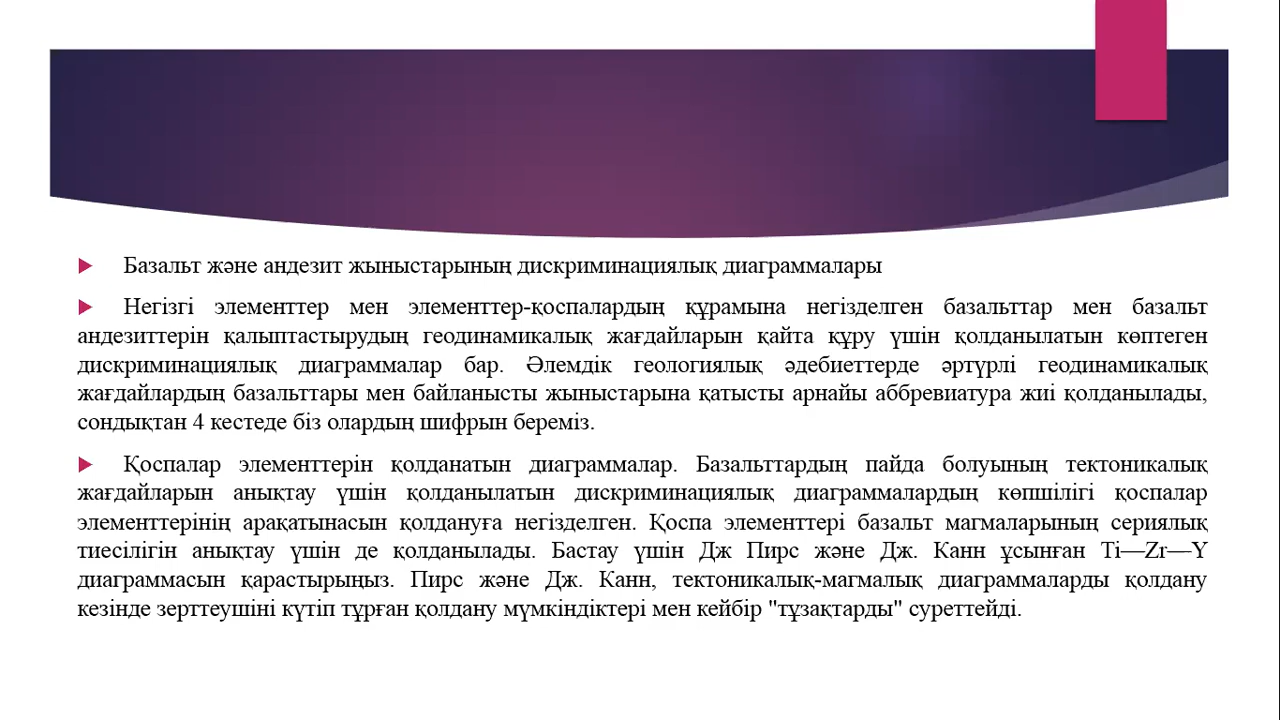 Базальт және андезит жыныстарының дискриминациялық диаграммалары
Негізгі элементтер мен элементтер-қоспалардың құрамына негізделген базальттар мен базальт
андезиттерін қалыптастырудың геодинамикалық жағдайларын қайта құру үшін қолданылатын көптеген
дискриминациялық диаграммалар бар. Әлемдік геологиялық әдебиеттерде әртүрлі геодинамикалық
жағдайлардың базальттары мен байланысты жыныстарына қатысты арнайы аббревиатура жиі қолданылады,
сондықтан 4 кестеде біз олардың шифрын береміз.
Қоспалар элементтерін қолданатын диаграммалар. Базальттардың пайда болуының тектоникалық
жағдайларын анықтау үшін қолданылатын дискриминациялық диаграммалардың көпшілігі қоспалар
элементтерінің арақатынасын қолдануға негізделген. Қоспа элементтері базальт магмаларының сериялық
тиесілігін анықтау үшін де қолданылады. Бастау үшін Дж Пирс және Дж. Канн ұсынған Ti—Zr—Y
диаграммасын қарастырыңыз. Пирс және Дж. Канн, тектоникалық-магмалық диаграммаларды қолдану
кезінде зерттеушіні күтіп тұрған қолдану мүмкіндіктері мен кейбір "тұзақтарды" суреттейді.